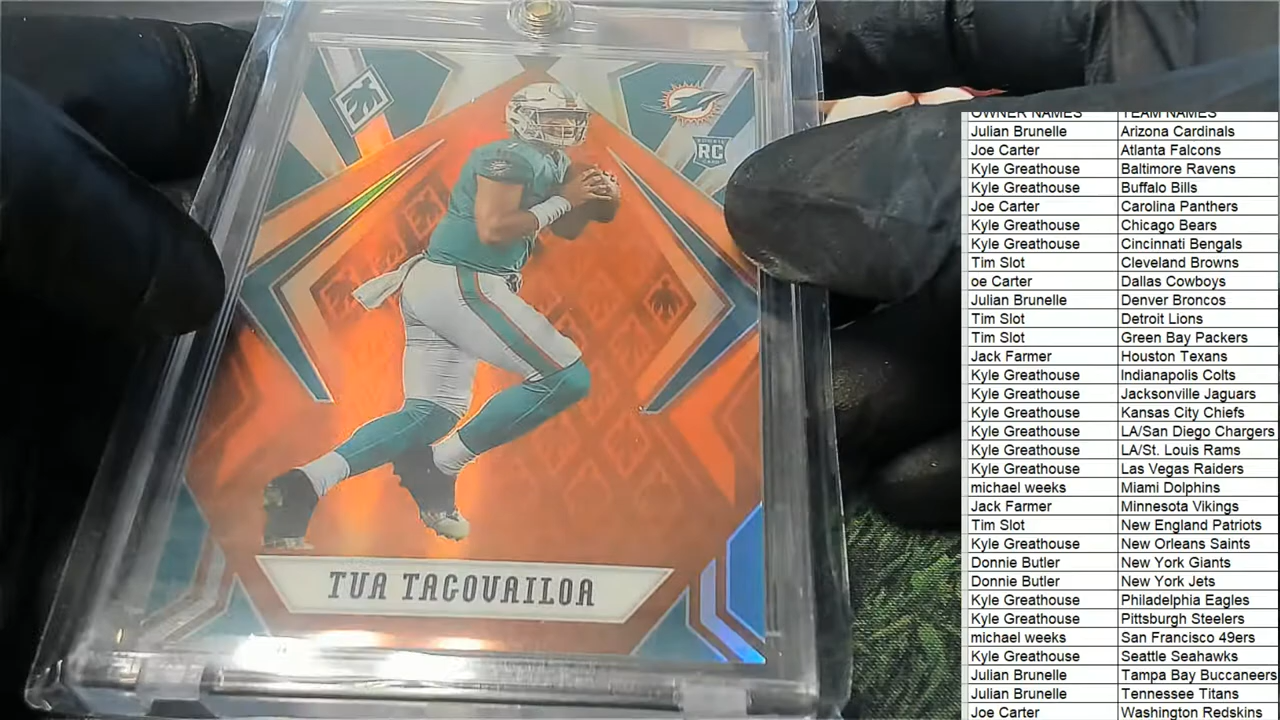 RC
TUA TAGOVAILOA
OWNER NAMES TEAM NAMES
Julian Brunelle Arizona Cardinals
Joe Carter Atlanta Falcons
Kyle Greathouse Baltimore Ravens
Kyle Greathouse Buffalo Bills
Joe Carter Carolina Panthers
Kyle Greathouse Chicago Bears
Kyle Greathouse Cincinnati Bengals
Tim Slot Cleveland Browns
oe Carter Dallas Cowboys
Julian Brunelle Denver Broncos
Tim Slot Detroit Lions
Tim Slot Green Bay Packers
Jack Farmer Houston Texans
Kyle Greathouse Indianapolis Colts
Kyle Greathouse Jacksonville Jaguars
Kyle Greathouse Kansas City Chiefs
Kyle Greathouse LA/San Diego Chargers
Kyle Greathouse LA/St. Louis Rams
Kyle Greathouse Las Vegas Raiders
michael weeks Miami Dolphins
Jack Farmer Minnesota Vikings
Tim Slot New England Patriots
Kyle Greathouse New Orleans Saints
Donnie Butler New York Giants
Donnie Butler New York Jets
Kyle Greathouse Philadelphia Eagles
Kyle Greathouse Pittsburgh Steelers
michael weeks San Francisco 49ers
Kyle Greathouse Seattle Seahawks
Julian Brunelle Tampa Bay Buccaneers
Julian Brunelle Tennessee Titans
Joe Carter Washington Redskins